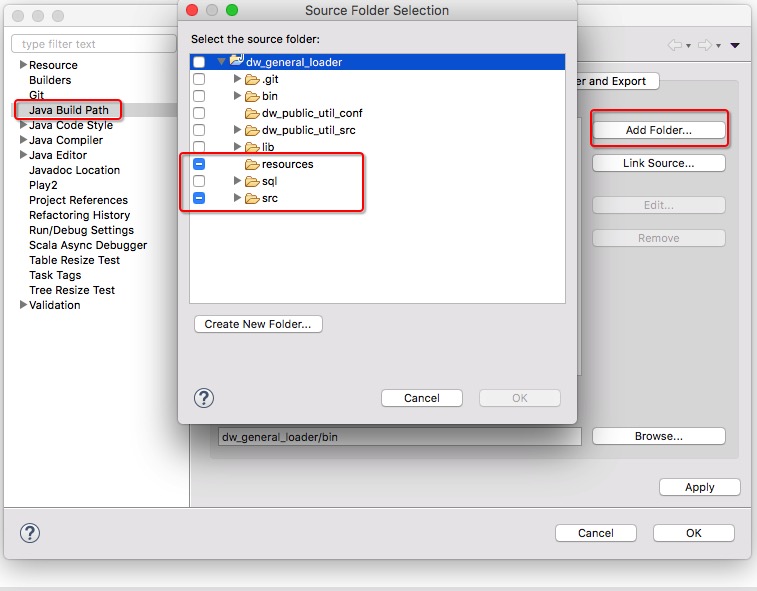 Source Folder Selection
type filter text
Resource
Builders
Git
Java Build Path
Java Code Style
Java Compiler
Java Editor
Javadoc Location
Play2
Project References
Refactoring History
Run/Debug Settings
Scala Async Debugger
Table Resize Test
Task Tags
Tree Resize Test
Validation
Select the source folder:
dw_general_loader
.git
bin
dw_public_util_conf
dw_public_util_src
lib
resources
sql
src
Create New Folder...
?
Cancel
OK
er and Export
Add Folder...
Link Source...
Edit...
Remove
dw_general_loader/bin
Browse...
Apply
?
Cancel
OK